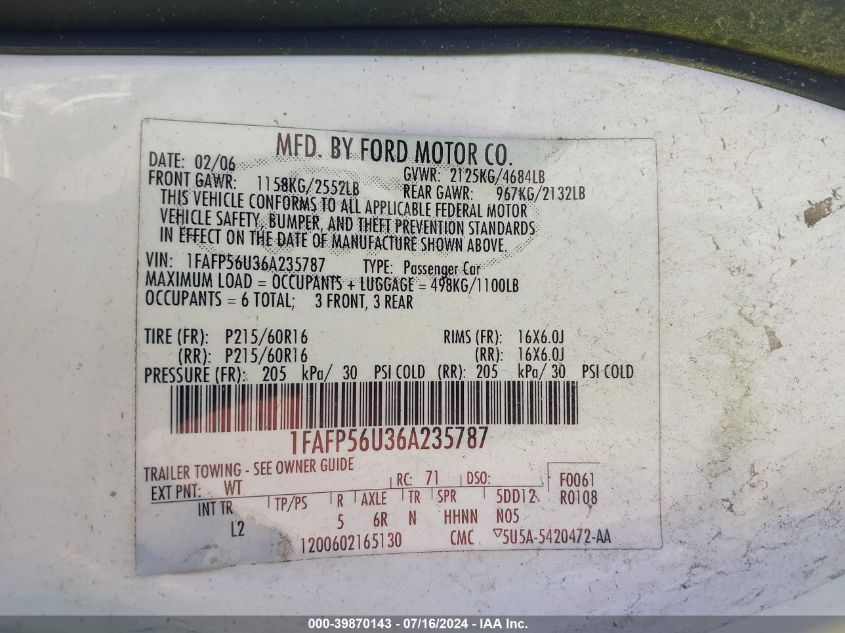 MFD. BY FORD MOTOR CO.
DATE: 02/06 GVWR: 2125KG/4684LB
FRONT GAWR: 1158KG/2552LB REAR GAWR: 967KG/2132LB
THIS VEHICLE CONFORMS TO ALL APPLICABLE FEDERAL MOTOR
VEHICLE SAFETY, BUMPER, AND THEFT PREVENTION STANDARDS
IN EFFECT ON THE DATE OF MANUFACTURE SHOWN ABOVE.
VIN: 1FAFP56U36A235787 TYPE: Passenger Car
MAXIMUM LOAD = OCCUPANTS + LUGGAGE = 498KG/1100LB
OCCUPANTS = 6 TOTAL; 3 FRONT, 3 REAR
TIRE (FR): P215/60R16 RIMS (FR): 16X6.0J
(RR): P215/60R16 (RR): 16X6.0J
PRESSURE (FR): 205 kPa/ 30 PSI COLD (RR): 205 kPa/ 30 PSI COLD
1FAFP56U36A235787
TRAILER TOWING - SEE OWNER GUIDE
EXT PNT: WT RC: 71 DSO: F0061
INT TR TP/PS R AXLE TR SPR 5DD12 R0108
L2 5 6R N HHNN N05
1200602165130 CMC ▽5U5A-5420472-AA
000-39870143 - 07/16/2024 - IAA Inc.